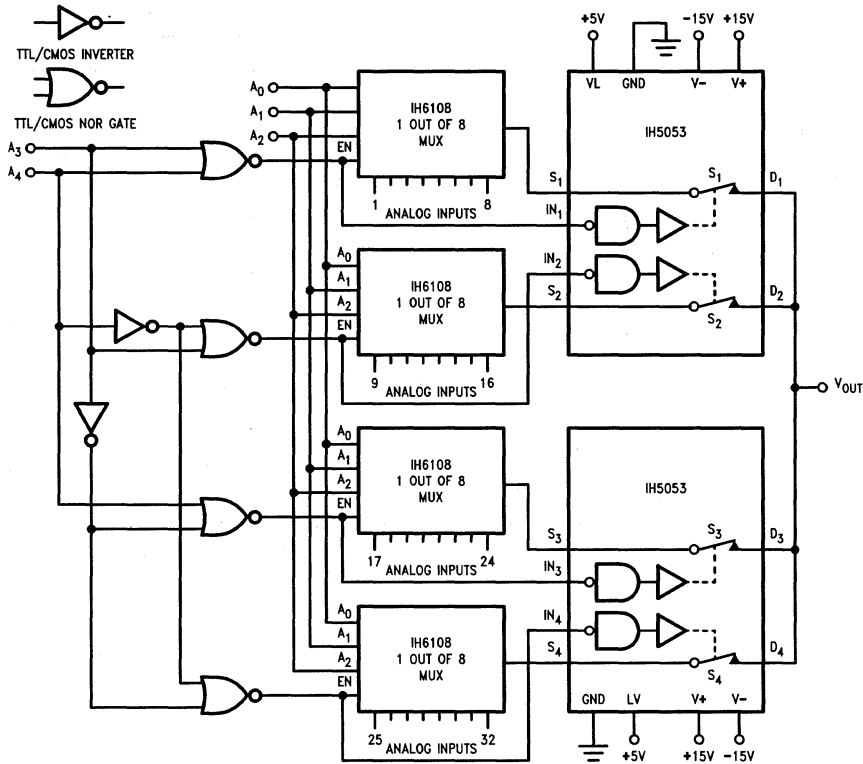 TTL/CMOS INVERTER
TTL/CMOS NOR GATE
A3
A4
A0
A1
A2
EN
IH6108
1 OUT OF 8
MUX
1
8
ANALOG INPUTS
A0
A1
A2
EN
IH6108
1 OUT OF 8
MUX
9
16
ANALOG INPUTS
A0
A1
A2
EN
IH6108
1 OUT OF 8
MUX
17
24
ANALOG INPUTS
A0
A1
A2
EN
IH6108
1 OUT OF 8
MUX
25
32
ANALOG INPUTS
+5V
-15V
+15V
VL
GND
V-
V+
IH5053
S1
S1
D1
IN1
IN2
S2
S2
D2
VOUT
IH5053
S3
S3
D3
IN3
IN4
S4
S4
D4
GND
LV
V+
V-
+5V
+15V
-15V